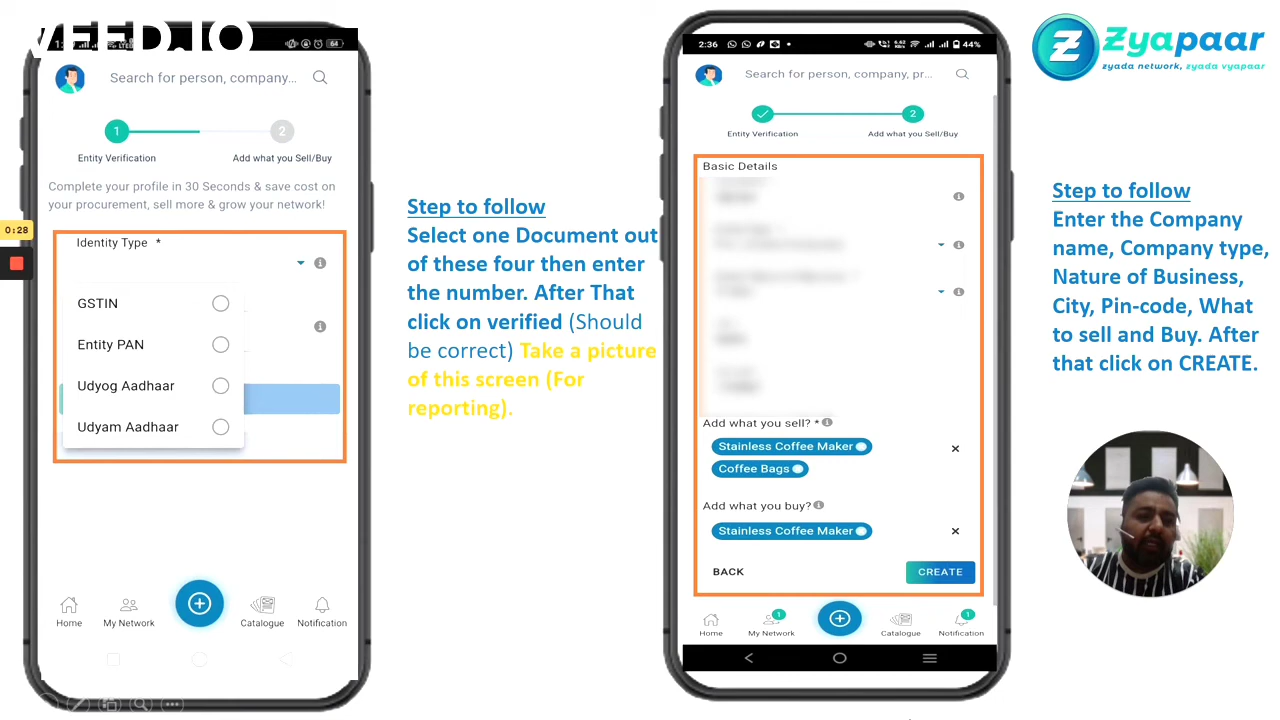 VEED.IO
64
Search for person, company...
1
2
Entity Verification
Add what you Sell/Buy
Complete your profile in 30 Seconds & save cost on
your procurement, sell more & grow your network!
0:28
Identity Type *
GSTIN
Entity PAN
Udyog Aadhaar
Udyam Aadhaar
Home
My Network
Catalogue
Notification
Step to follow
Select one Document out
of these four then enter
the number. After That
click on verified (Should
be correct) Take a picture
of this screen (For
reporting).
2:36
44%
Search for person, company, pr...
2
Entity Verification
Add what you Sell/Buy
Basic Details
Add what you sell? *
Stainless Coffee Maker
Coffee Bags
Add what you buy?
Stainless Coffee Maker
BACK
CREATE
1
1
Home
My Network
Catalogue
Notification
Zyapaar
zyada network, zyada vyapaar
Step to follow
Enter the Company
name, Company type,
Nature of Business,
City, Pin-code, What
to sell and Buy. After
that click on CREATE.